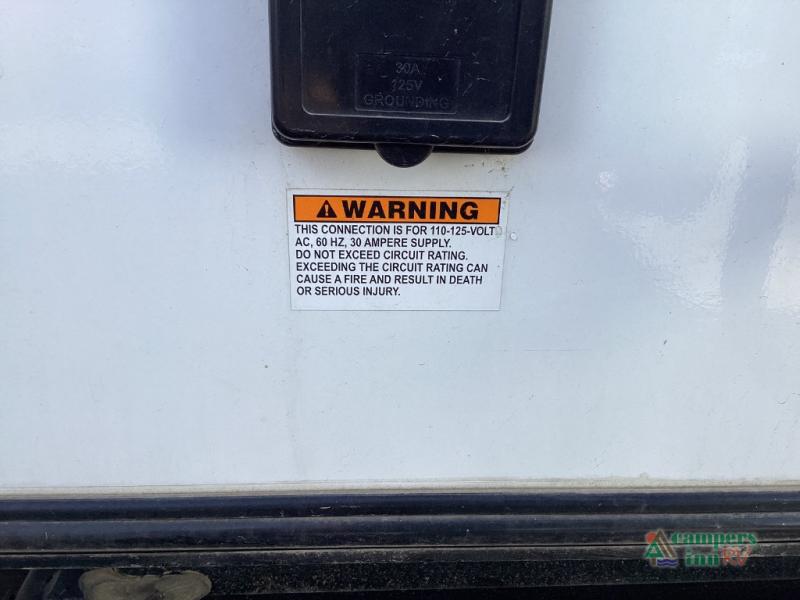 30A
125V
GROUNDING
WARNING
THIS CONNECTION IS FOR 110-125-VOLT
AC, 60 HZ, 30 AMPERE SUPPLY.
DO NOT EXCEED CIRCUIT RATING.
EXCEEDING THE CIRCUIT RATING CAN
CAUSE A FIRE AND RESULT IN DEATH
OR SERIOUS INJURY.
campers
inn RV